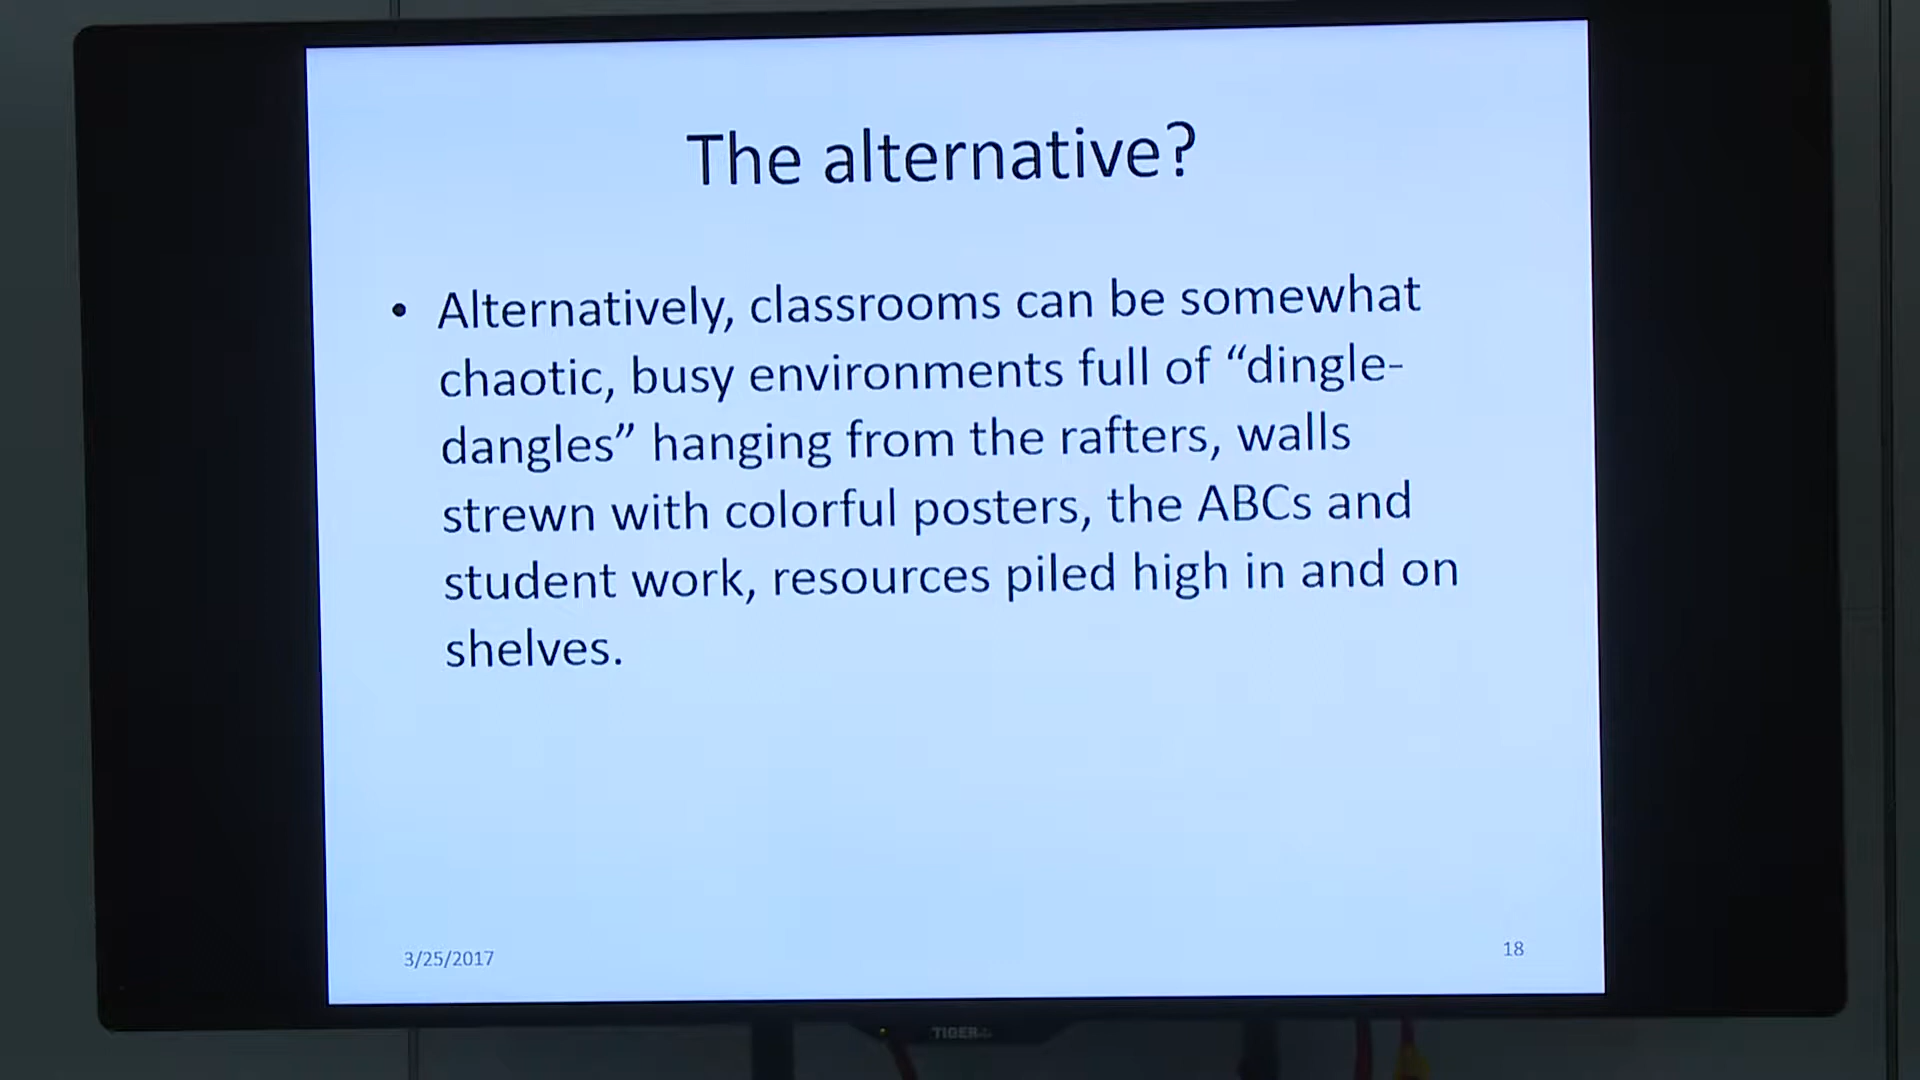 The alternative?
• Alternatively, classrooms can be somewhat
chaotic, busy environments full of “dingle-
dangles” hanging from the rafters, walls
strewn with colorful posters, the ABCs and
student work, resources piled high in and on
shelves.
3/25/2017
18
TIGER